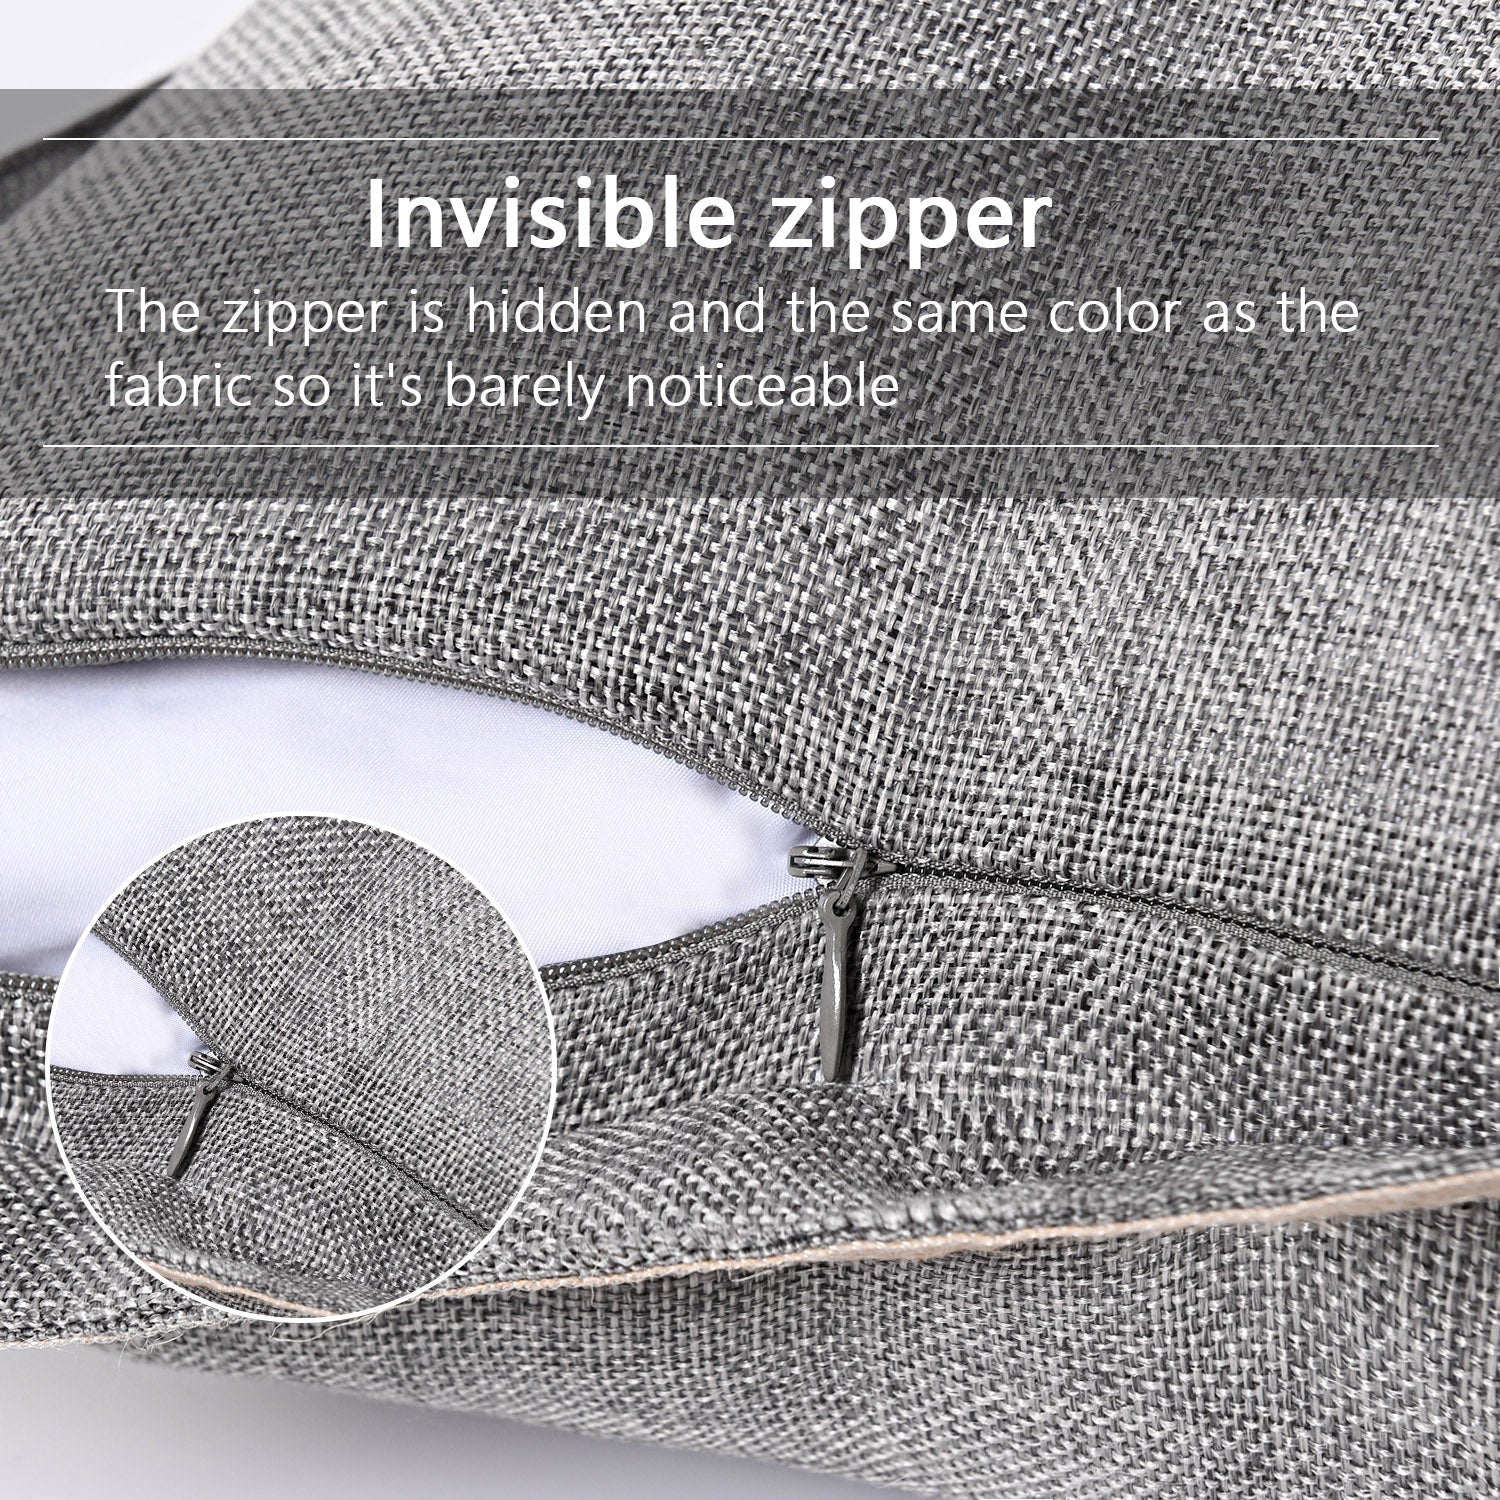 Invisible zipper
The zipper is hidden and the same color as the
fabric so it's barely noticeable